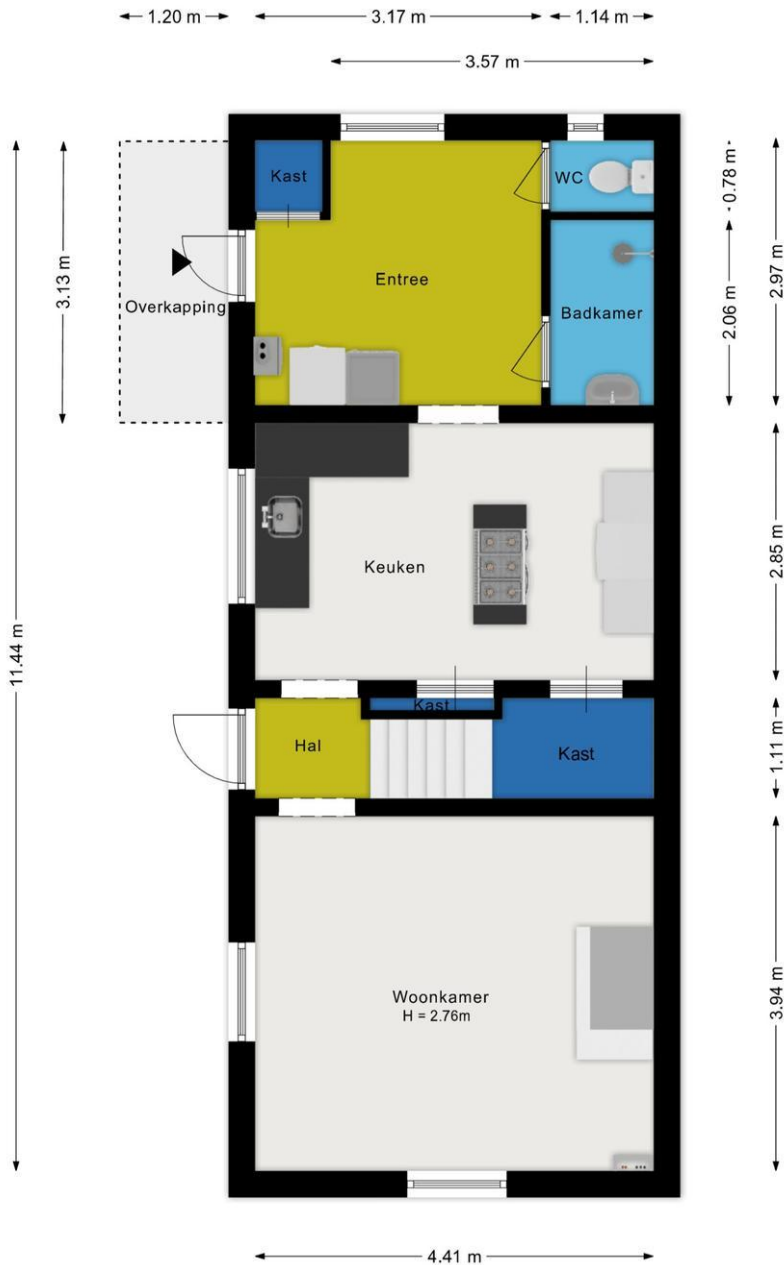 1.20 m
3.17 m
1.14 m
3.57 m
Kast
WC
0.78 m
3.13 m
Entree
2.97 m
Overkapping
Badkamer
2.06 m
Keuken
2.85 m
11.44 m
Kast
Hal
Kast
1.11 m
Woonkamer
H = 2.76m
3.94 m
4.41 m